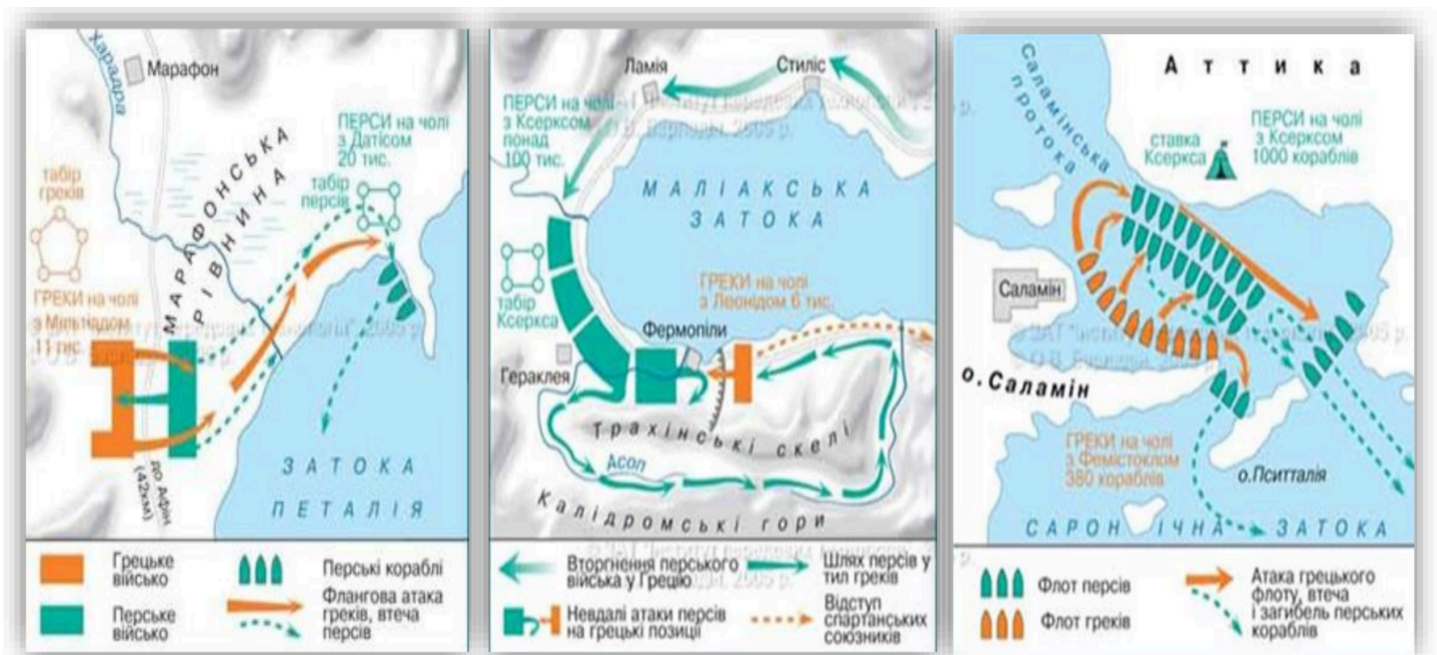 Харадра
Марафон
ПЕРСИ на чолі
з Датісом
20 тис.
табір
персів
табір
греків
МАРАФОНСЬКА
РІВНИНА
ГРЕКИ на чолі
з Мільтіадом
11 тис.
до Афін
(42км)
ЗАТОКА
ПЕТАЛІЯ
Грецьке
військо
Перське
військо
Перські кораблі
Флангова атака
греків, втеча
персів
Ламія
Стиліс
ПЕРСИ на чолі
з Ксерксом
понад
100 тис.
МАЛІАКСЬКА
ЗАТОКА
табір
Ксеркса
ГРЕКИ на чолі
з Леонідом 6 тис.
Фермопіли
Гераклея
Трахінські скелі
Асоп
Калідромські гори
Вторгнення перського
війська у Грецію
Шлях персів у
тил греків
Невдалі атаки персів
на грецькі позиції
Відступ
спартанських
союзників
Аттика
Саламінська
протока
ставка
Ксеркса
ПЕРСИ на чолі
з Ксерксом
1000 кораблів
Саламін
о. Саламін
ГРЕКИ на чолі
з Фемістоклом
380 кораблів
о.Пситталія
САРОНІЧНА ЗАТОКА
Флот персів
Флот греків
Атака грецького
флоту, втеча
і загибель перських
кораблів